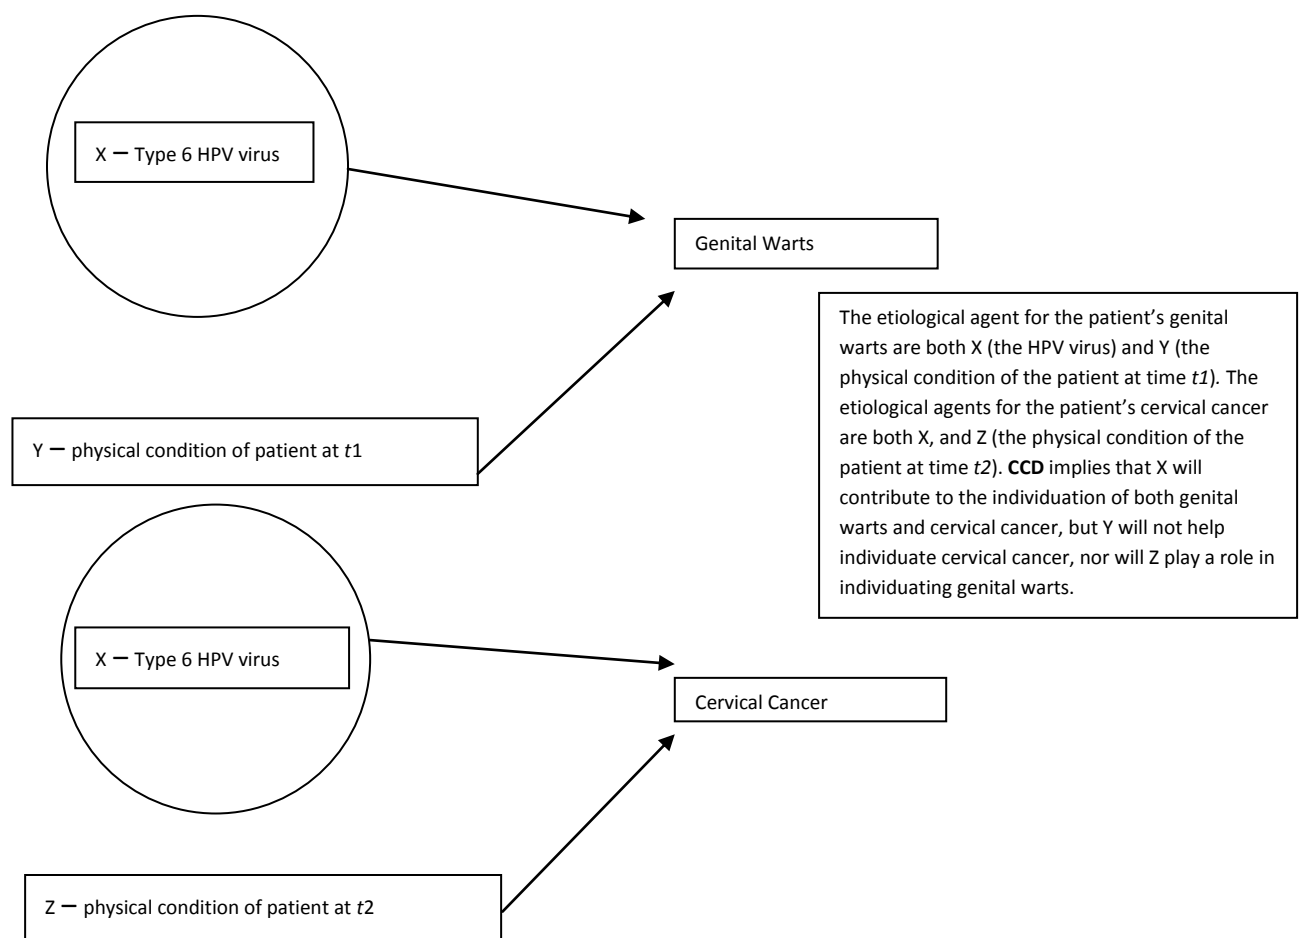 X – Type 6 HPV virus
Genital Warts
The etiological agent for the patient’s genital
warts are both X (the HPV virus) and Y (the
physical condition of the patient at time t1). The
etiological agents for the patient’s cervical cancer
are both X, and Z (the physical condition of the
patient at time t2). CCD implies that X will
contribute to the individuation of both genital
warts and cervical cancer, but Y will not help
individuate cervical cancer, nor will Z play a role in
individuating genital warts.
Y – physical condition of patient at t1
X – Type 6 HPV virus
Cervical Cancer
Z – physical condition of patient at t2